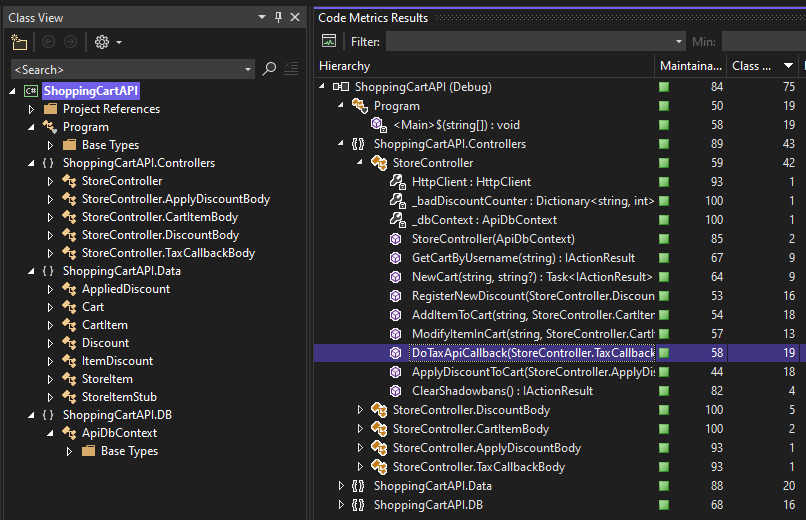 Class View
<Search>
ShoppingCartAPI
Project References
Program
Base Types
ShoppingCartAPI.Controllers
StoreController
StoreController.ApplyDiscountBody
StoreController.CartItemBody
StoreController.DiscountBody
StoreController.TaxCallbackBody
ShoppingCartAPI.Data
AppliedDiscount
Cart
CartItem
Discount
ItemDiscount
StoreItem
StoreItemStub
ShoppingCartAPI.DB
ApiDbContext
Base Types
Code Metrics Results
Filter: Min:
Hierarchy Maintaina... Class ...
ShoppingCartAPI (Debug) 84 75
Program 50 19
<Main>$(string[]) : void 58 19
ShoppingCartAPI.Controllers 89 43
StoreController 59 42
HttpClient : HttpClient 93 1
_badDiscountCounter : Dictionary<string, int> 100 1
_dbContext : ApiDbContext 100 1
StoreController(ApiDbContext) 85 2
GetCartByUsername(string) : IActionResult 67 9
NewCart(string, string?) : Task<IActionResult> 64 9
RegisterNewDiscount(StoreController.Discoun 53 16
AddItemToCart(string, StoreController.CartItem 54 18
ModifyItemInCart(string, StoreController.CartI 57 13
DoTaxApiCallback(StoreController.TaxCallback 58 19
ApplyDiscountToCart(StoreController.ApplyDis 44 18
ClearShadowbans() : IActionResult 82 4
StoreController.DiscountBody 100 5
StoreController.CartItemBody 100 2
StoreController.ApplyDiscountBody 93 1
StoreController.TaxCallbackBody 93 1
ShoppingCartAPI.Data 88 20
ShoppingCartAPI.DB 68 16